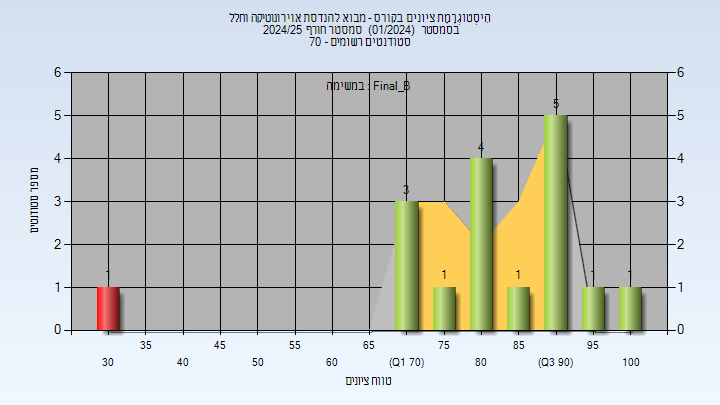 היסטוגרמת ציונים בקורס - מבוא להנדסת אוירונוטיקה וחלל
בסמסטר (01/2024) סמסטר חורף 2024/25
סטודנטים רשומים - 70
במשימה : Final_B
מספר סטודנטים
6 6
5 5 5
4 4 4
3 3 3
2 2
1 1 1 1 1 1 1
0 0
35 45 55 65 75 85 95
30 40 50 60 (Q1 70) 80 (Q3 90) 100
טווח ציונים